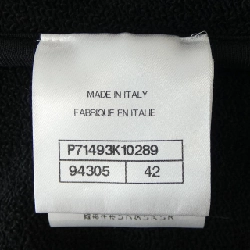 MADE IN ITALY
FABRIQUE EN ITALIE
P71493K10289
94305 42